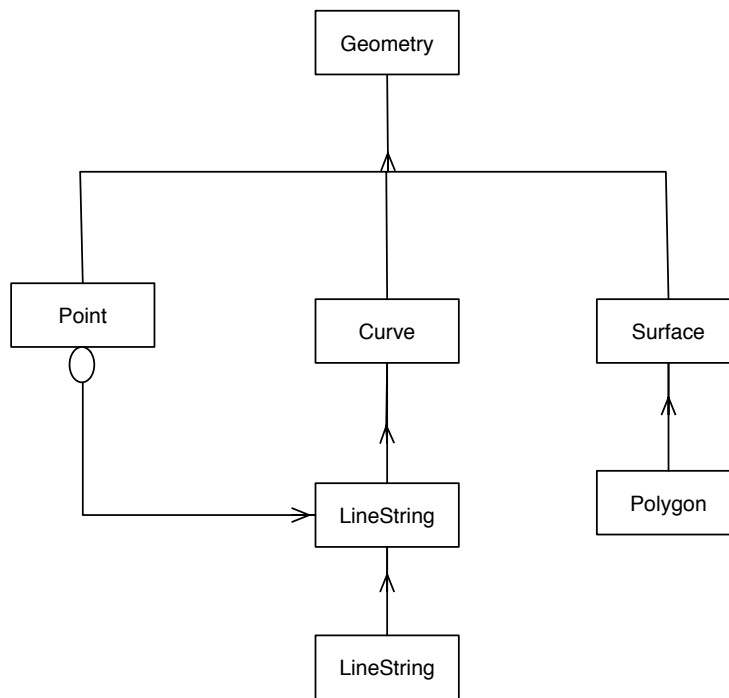 Geometry
Point
Curve
Surface
LineString
Polygon
LineString